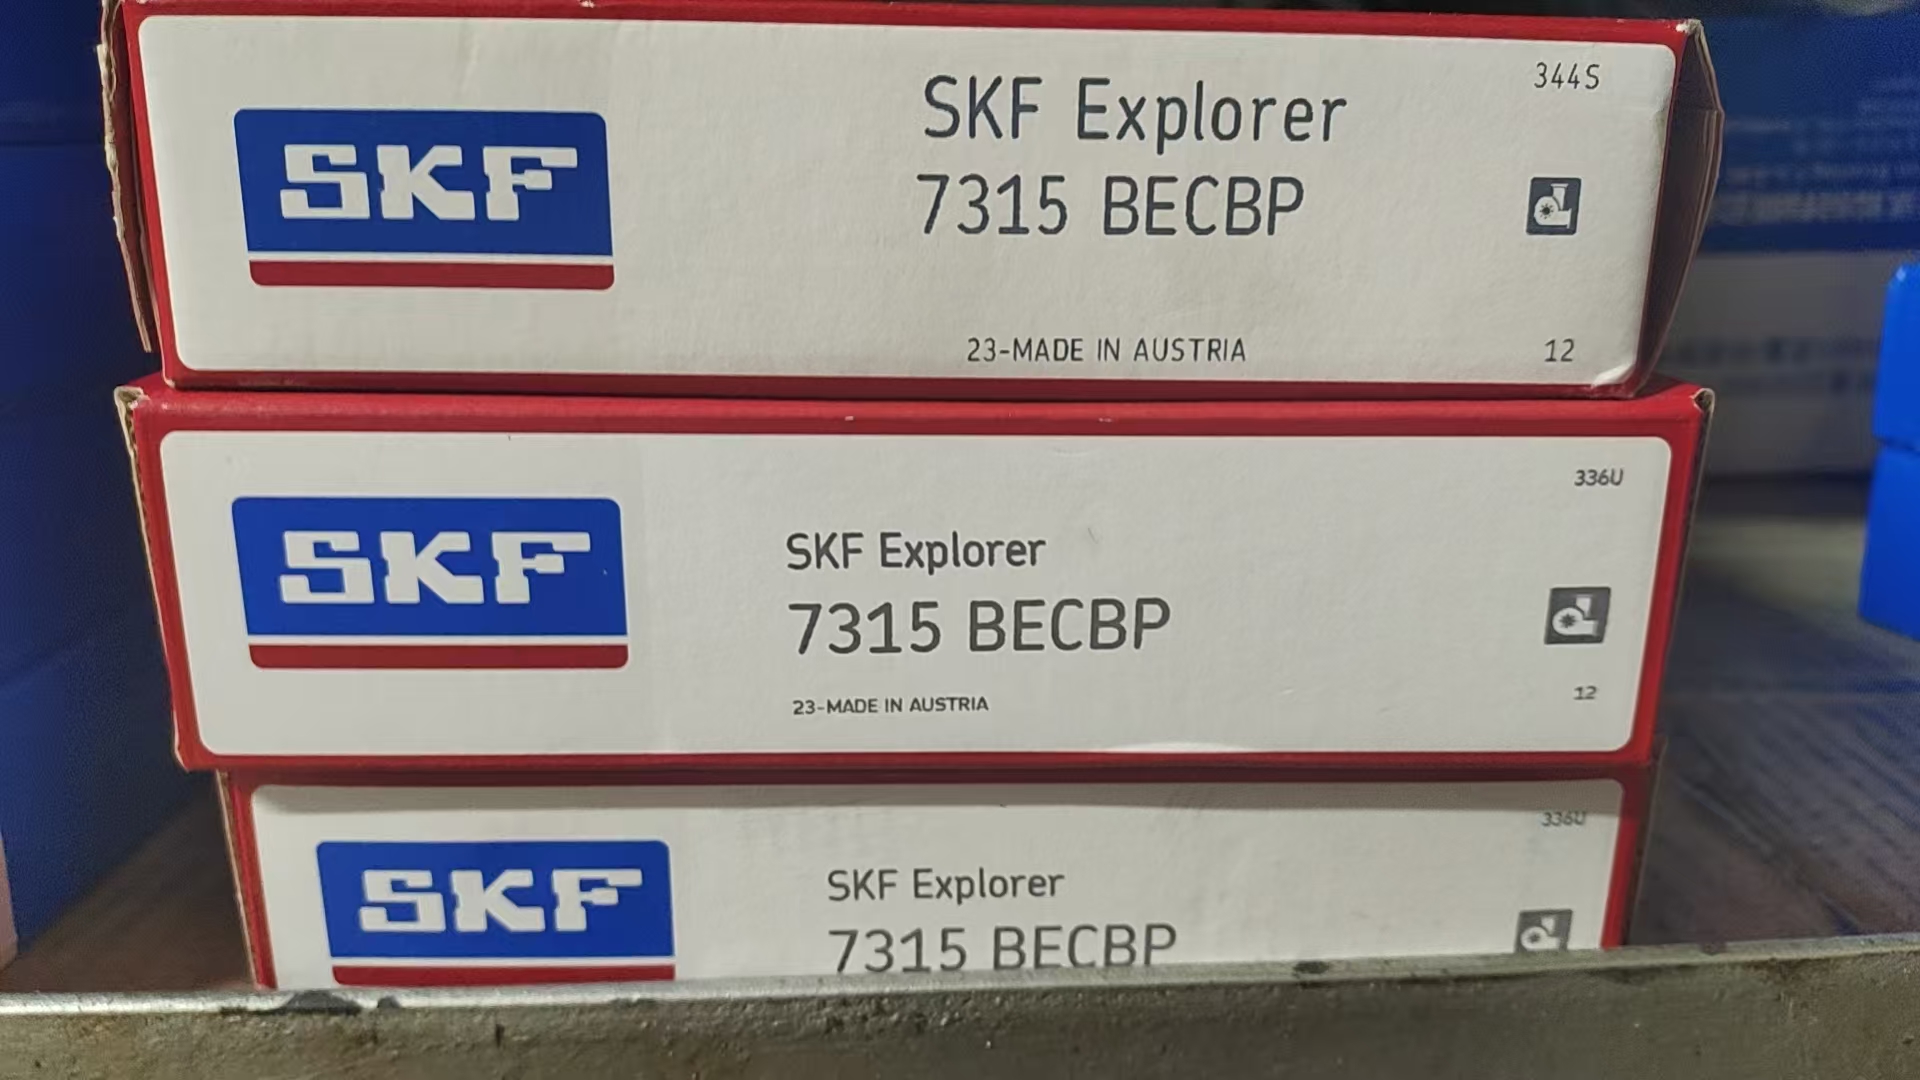 344S
SKF
SKF Explorer
7315 BECBP
23-MADE IN AUSTRIA
12
336U
SKF
SKF Explorer
7315 BECBP
23-MADE IN AUSTRIA
12
336U
SKF
SKF Explorer
7315 BECBP